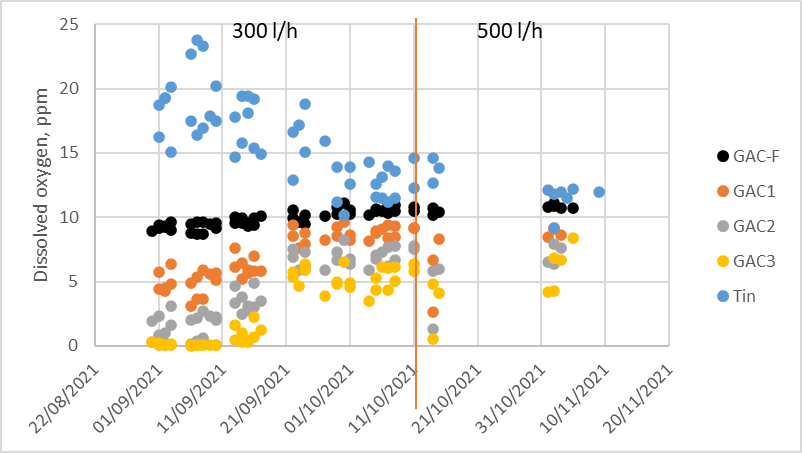 300 l/h
500 l/h
Dissolved oxygen, ppm
25
20
15
10
5
0
22/08/2021
01/09/2021
11/09/2021
21/09/2021
01/10/2021
11/10/2021
21/10/2021
31/10/2021
10/11/2021
20/11/2021
GAC-F
GAC1
GAC2
GAC3
Tin